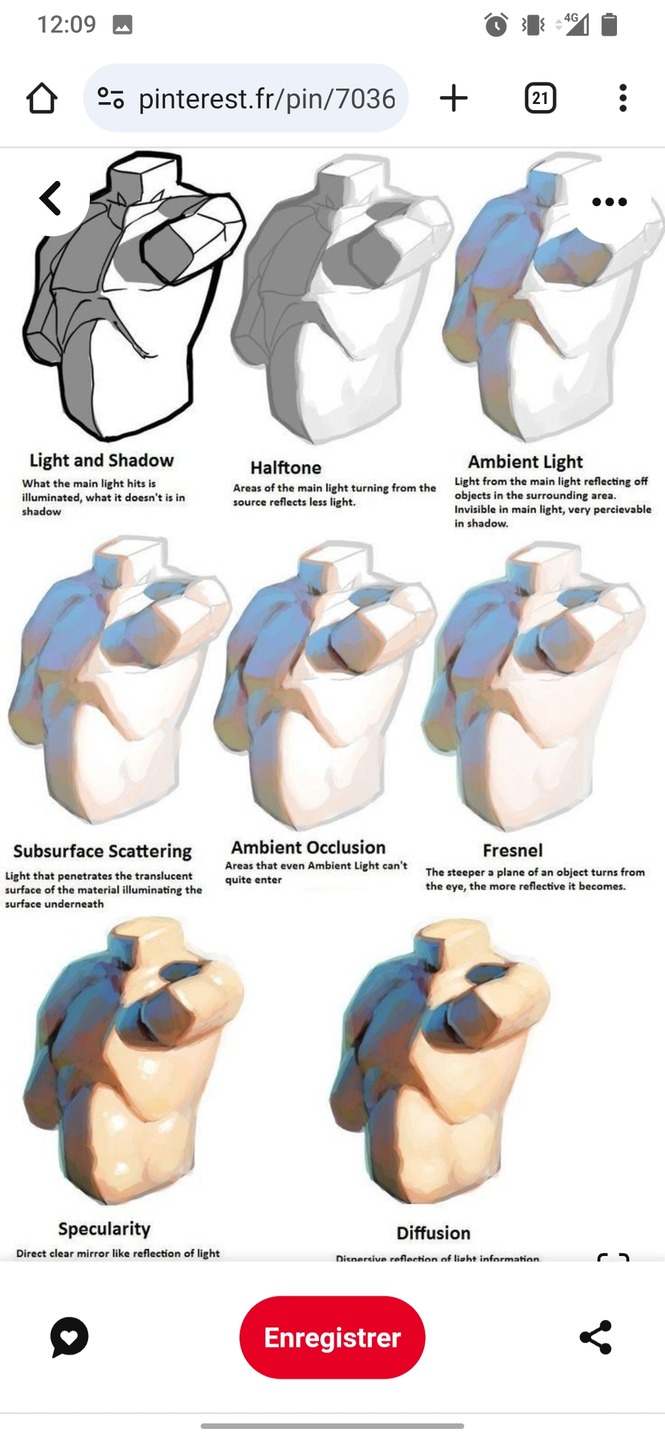 12:09
4G
pinterest.fr/pin/7036
21
Light and Shadow
What the main light hits is
illuminated, what it doesn't is in
shadow
Halftone
Areas of the main light turning from the
source reflects less light.
Ambient Light
Light from the main light reflecting off
objects in the surrounding area.
Invisible in main light, very percievable
in shadow.
Subsurface Scattering
Light that penetrates the translucent
surface of the material illuminating the
surface underneath
Ambient Occlusion
Areas that even Ambient Light can't
quite enter
Fresnel
The steeper a plane of an object turns from
the eye, the more reflective it becomes.
Specularity
Direct clear mirror like reflection of light
Diffusion
Dispersive reflection of light information.
Enregistrer